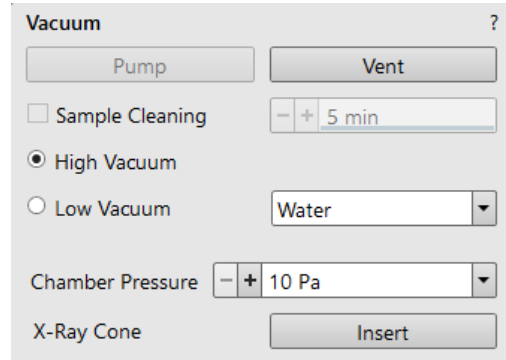 Vacuum ?
Pump Vent
Sample Cleaning - + 5 min
High Vacuum
Low Vacuum Water
Chamber Pressure - + 10 Pa
X-Ray Cone Insert